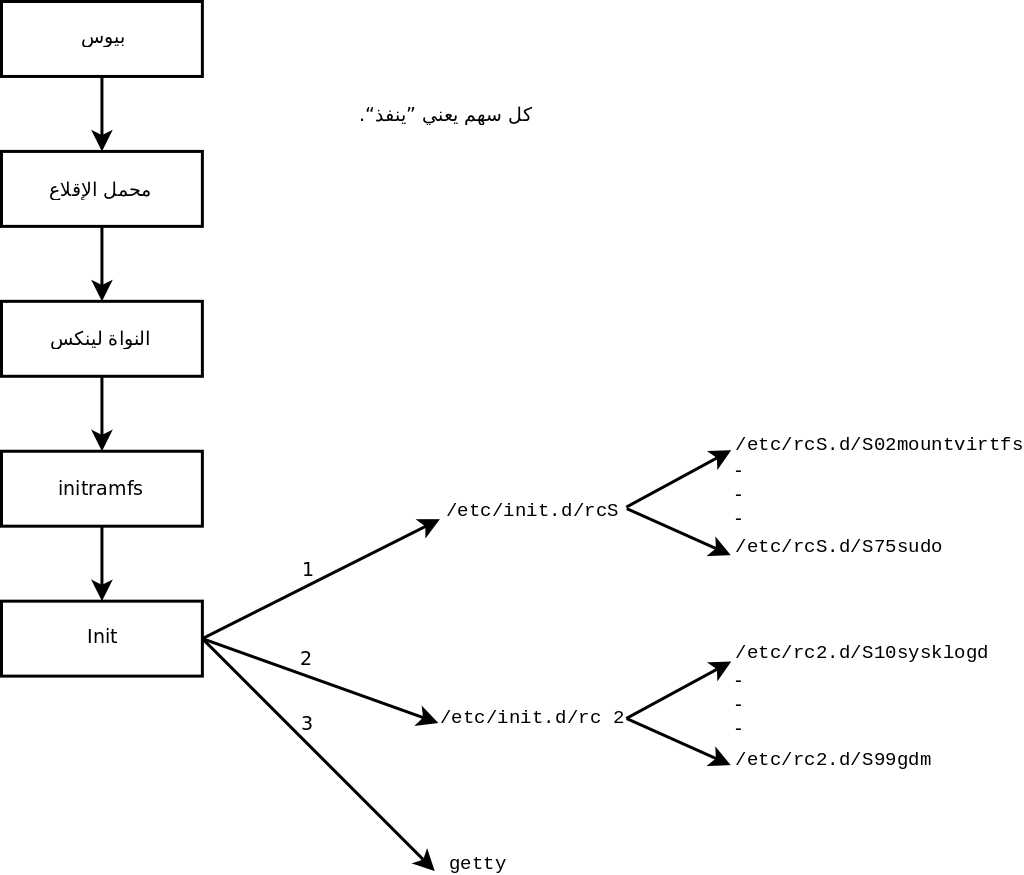 بيوس
كل سهم يعني ”ينفذ“.
محمل الإقلاع
النواة لينكس
initramfs
Init
1
2
3
/etc/init.d/rcS
/etc/rcS.d/S02mountvirtfs
-
-
-
/etc/rcS.d/S75sudo
/etc/init.d/rc 2
/etc/rc2.d/S10sysklogd
-
-
-
/etc/rc2.d/S99gdm
getty